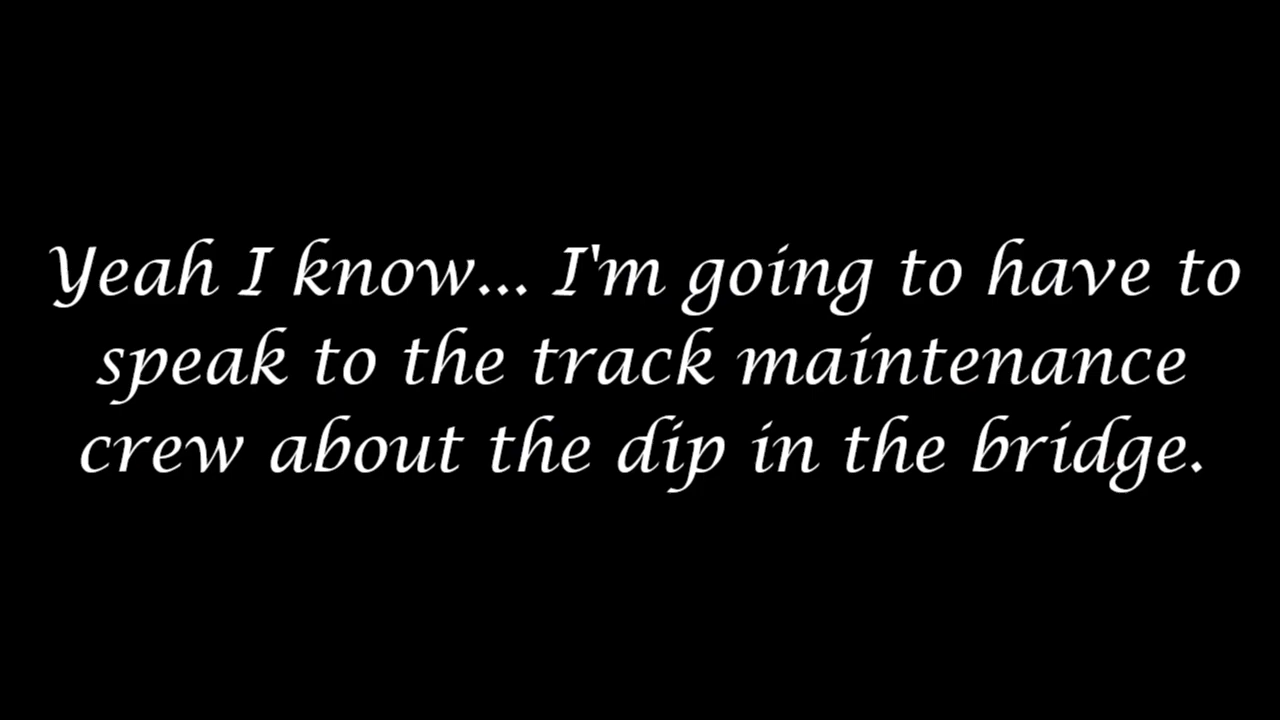 Yeah I know... I'm going to have to
speak to the track maintenance
crew about the dip in the bridge.